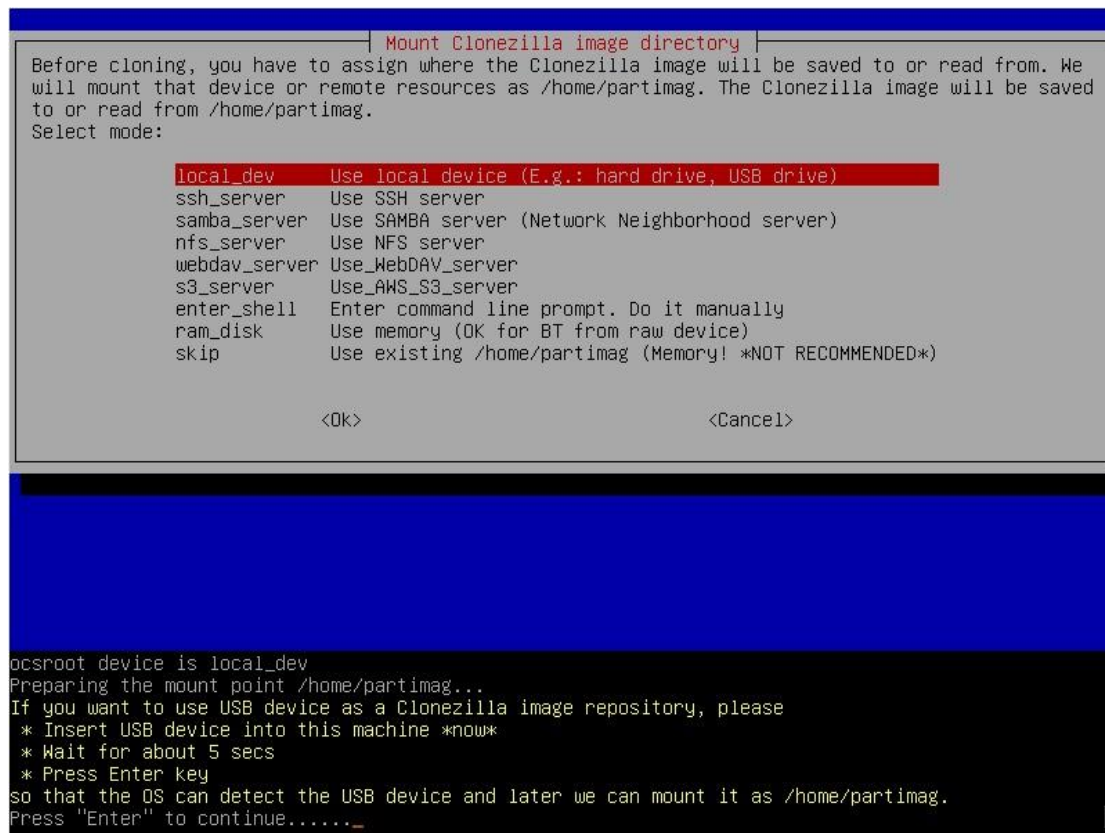 Mount Clonezilla image directory
Before cloning, you have to assign where the Clonezilla image will be saved to or read from. We
will mount that device or remote resources as /home/partimag. The Clonezilla image will be saved
to or read from /home/partimag.
Select mode:
local_dev Use local device (E.g.: hard drive, USB drive)
ssh_server Use SSH server
samba_server Use SAMBA server (Network Neighborhood server)
nfs_server Use NFS server
webdav_server Use_WebDAV_server
s3_server Use_AWS_S3_server
enter_shell Enter command line prompt. Do it manually
ram_disk Use memory (OK for BT from raw device)
skip Use existing /home/partimag (Memory! *NOT RECOMMENDED*)
<Ok> <Cancel>
ocsroot device is local_dev
Preparing the mount point /home/partimag...
If you want to use USB device as a Clonezilla image repository, please
* Insert USB device into this machine *now*
* Wait for about 5 secs
* Press Enter key
so that the OS can detect the USB device and later we can mount it as /home/partimag.
Press "Enter" to continue......_